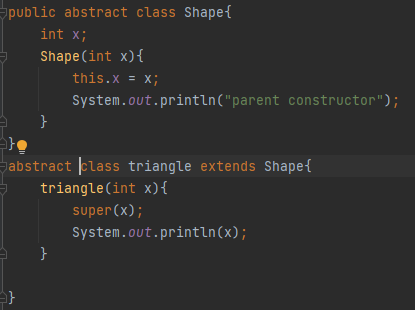 public abstract class Shape{
int x;
Shape(int x){
this.x = x;
System.out.println("parent constructor");
}
}
abstract class triangle extends Shape{
triangle(int x){
super(x);
System.out.println(x);
}
}